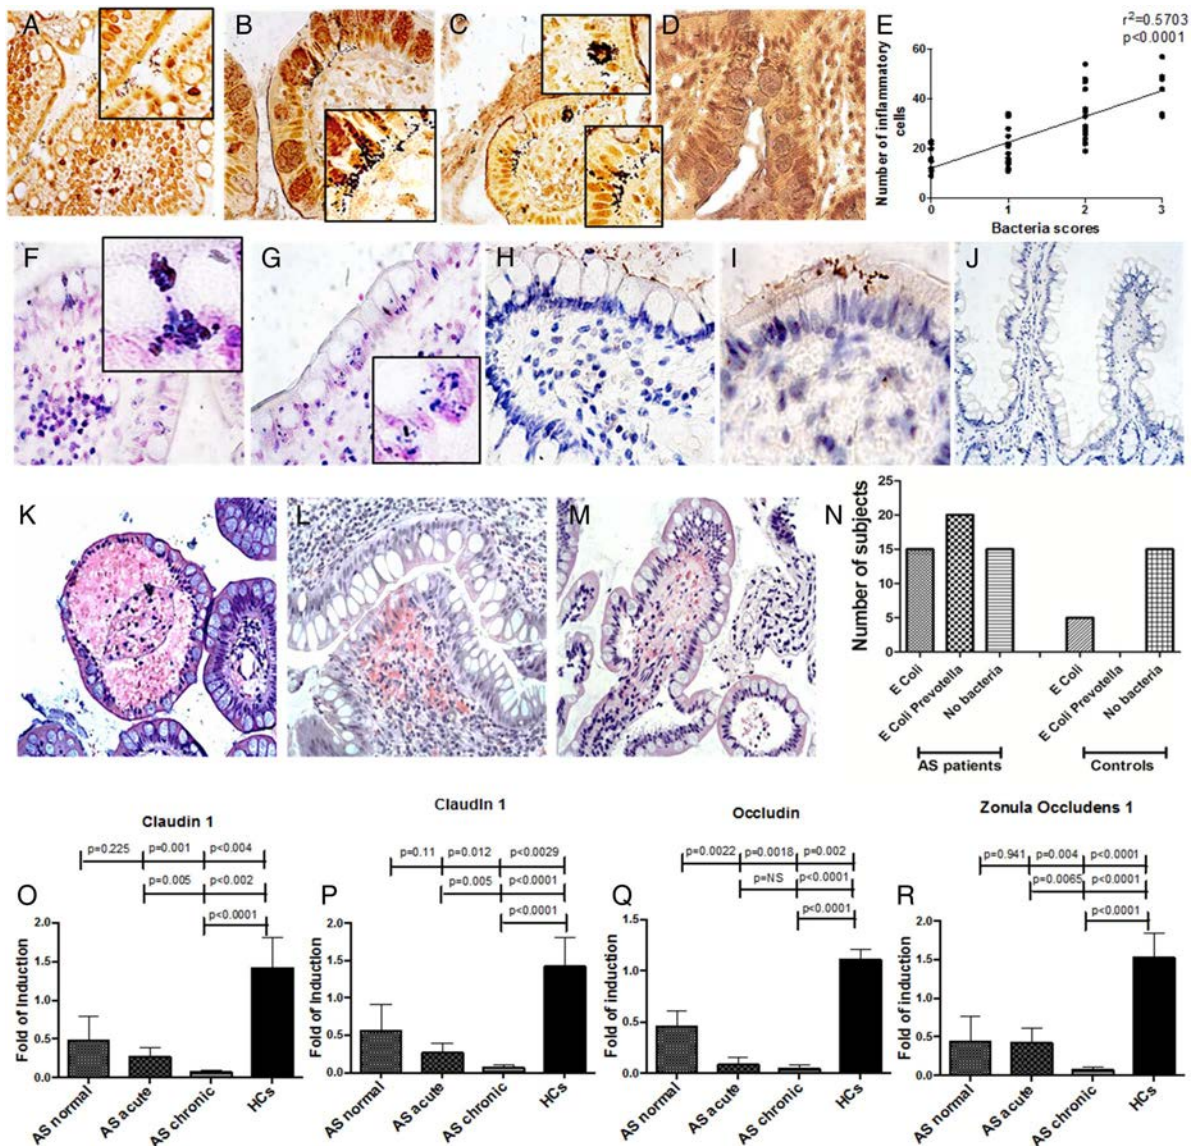 A
B
C
D
E
r²=0.5703
p<0.0001
Number of inflammatory
cells
60
40
20
0
0
1
2
3
Bacteria scores
F
G
H
I
J
K
L
M
N
Number of subjects
25
20
15
10
5
0
E Coli
E Coli Prevotella
No bacteria
E Coli
E Coli Prevotella
No bacteria
AS patients
Controls
Claudin 1
p=0.225 p=0.001 p<0.004
p=0.005 p<0.002
p<0.0001
O
Fold of Induction
2.0
1.5
1.0
0.5
0.0
AS normal
AS acute
AS chronic
HCs
Claudin 1
p=0.11 p=0.012 p<0.0029
p=0.005 p<0.0001
p<0.0001
P
Fold of Induction
2.0
1.5
1.0
0.5
0.0
AS normal
AS acute
AS chronic
HCs
Occludin
p=0.0022 p=0.0018 p=0.002
p=NS p<0.0001
p<0.0001
Q
Fold of induction
1.5
1.0
0.5
0.0
AS normal
AS acute
AS chronic
HCs
Zonula Occludens 1
p=0.941 p=0.004 p<0.0001
p=0.0065 p<0.0001
p<0.0001
R
Fold of induction
2.0
1.5
1.0
0.5
0.0
AS normal
AS acute
AS chronic
HCs